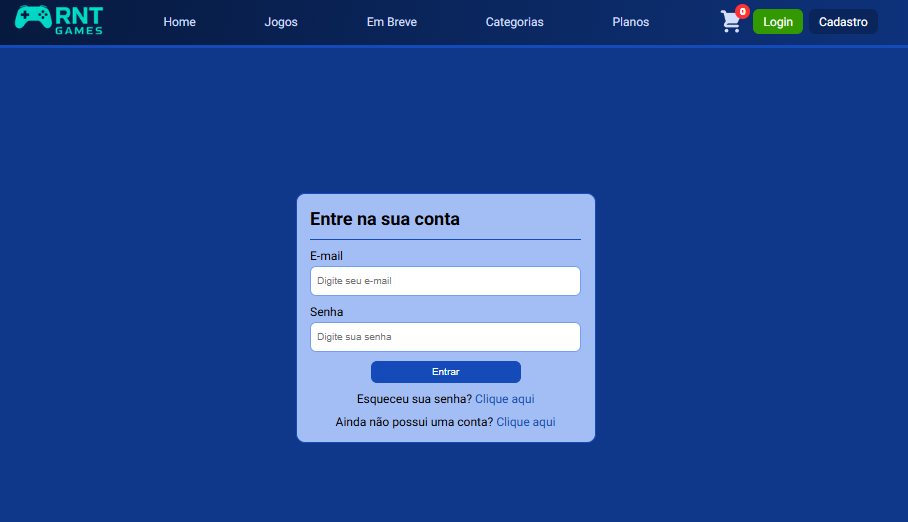 RNT
GAMES
Home
Jogos
Em Breve
Categorias
Planos
0
Login
Cadastro
Entre na sua conta
E-mail
Digite seu e-mail
Senha
Digite sua senha
Entrar
Esqueceu sua senha? Clique aqui
Ainda não possui uma conta? Clique aqui